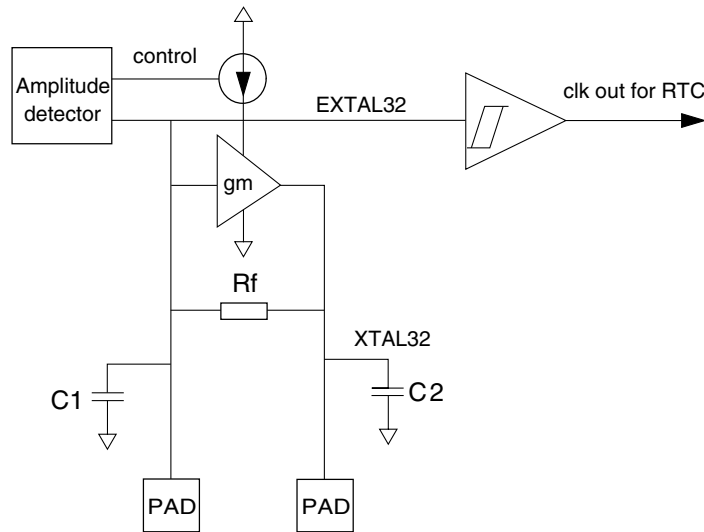 control
Amplitude
detector
EXTAL32
clk out for RTC
gm
Rf
XTAL32
C1
C2
PAD
PAD